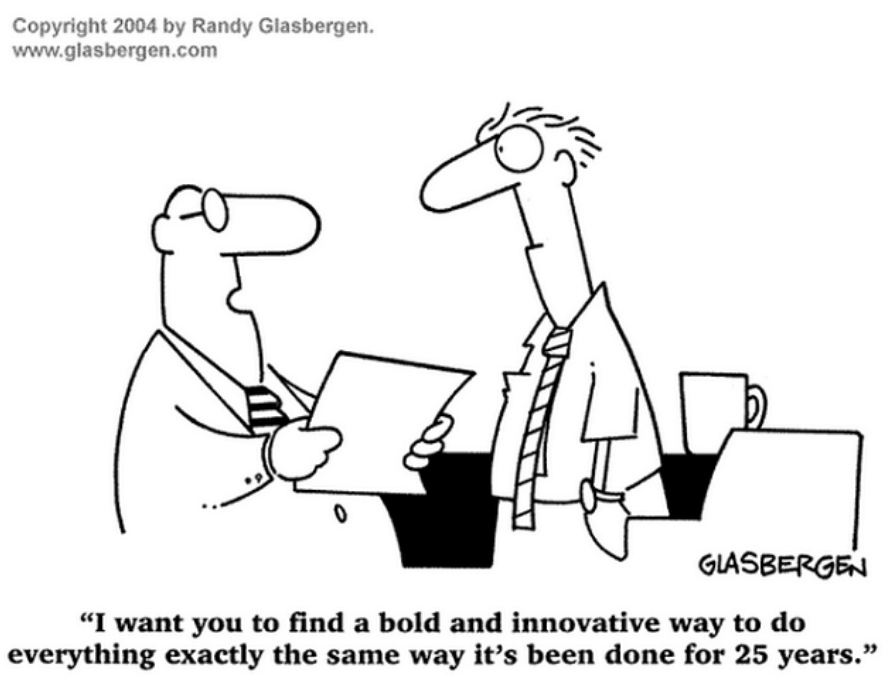 Copyright 2004 by Randy Glasbergen.
www.glasbergen.com
GLASBERGEN
“I want you to find a bold and innovative way to do
everything exactly the same way it’s been done for 25 years.”